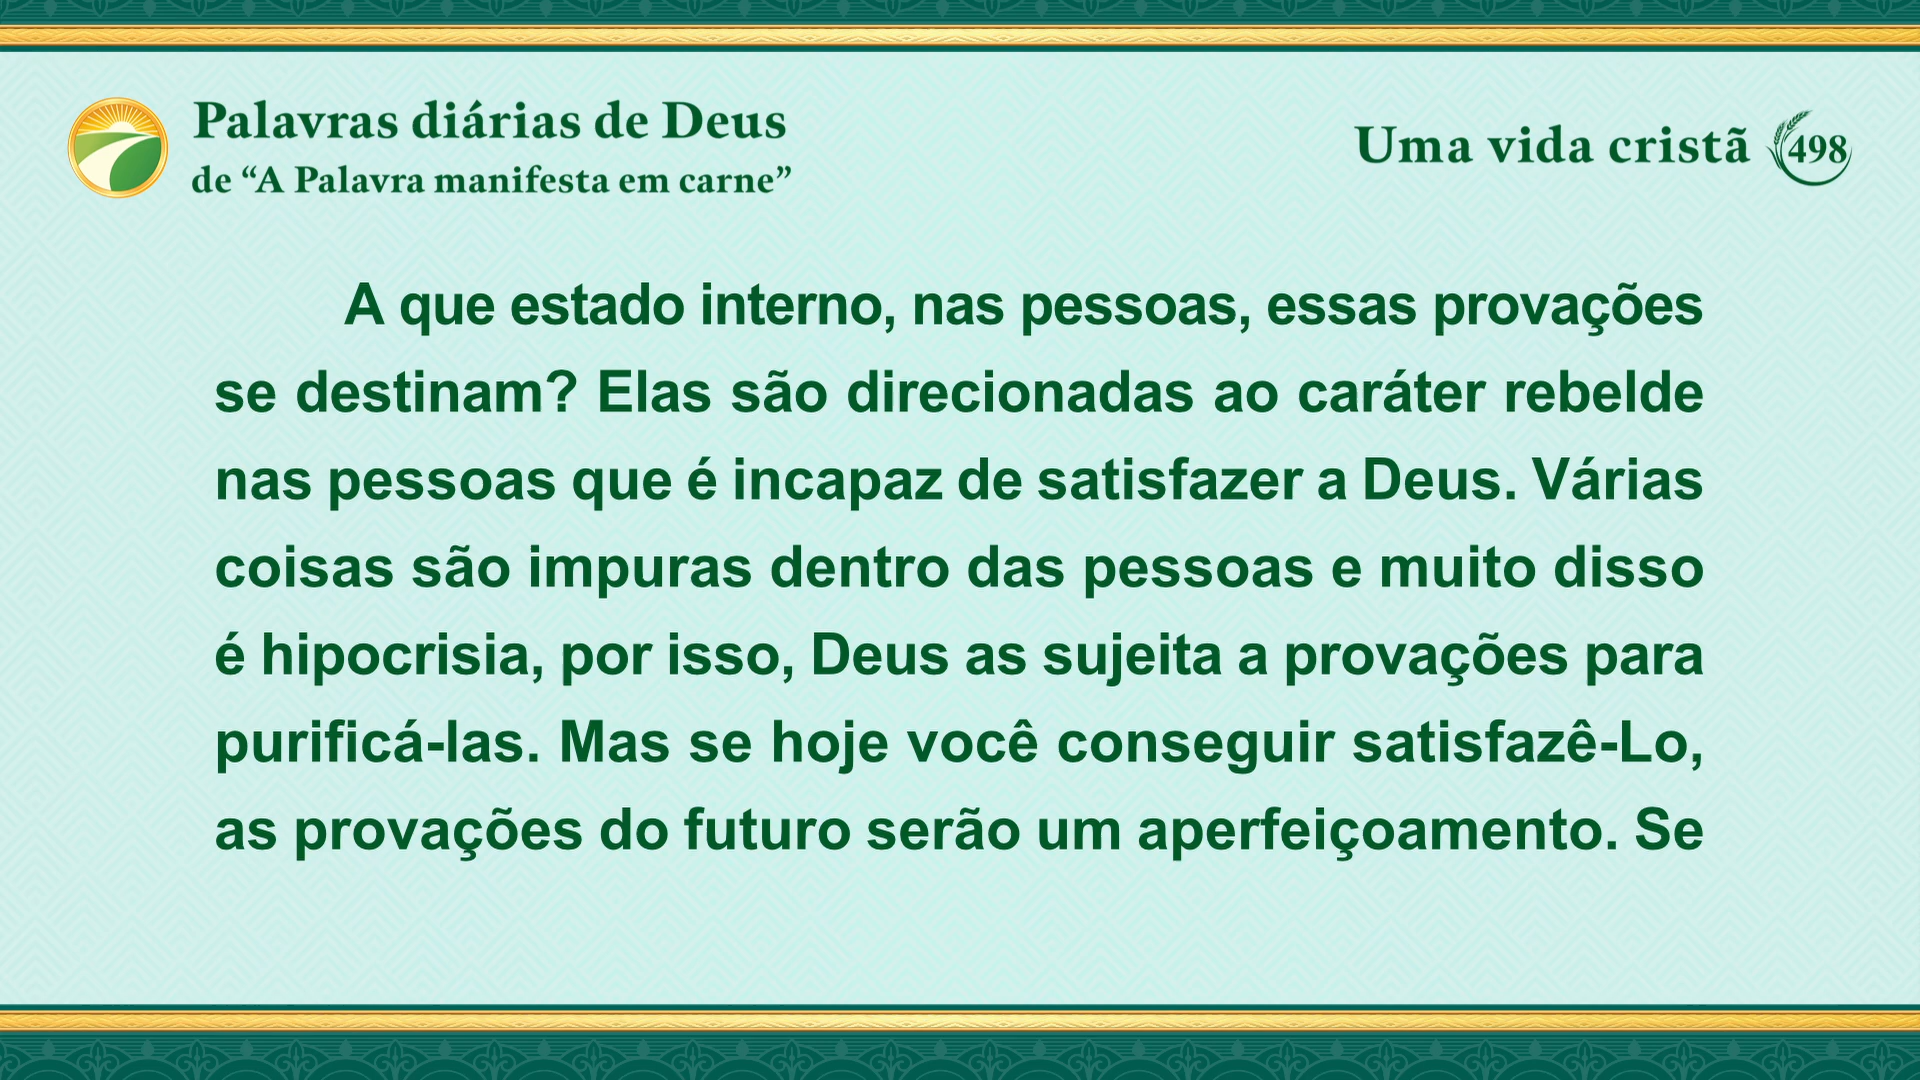 Palavras diárias de Deus
de “A Palavra manifesta em carne”
Uma vida cristã 498
A que estado interno, nas pessoas, essas provações
se destinam? Elas são direcionadas ao caráter rebelde
nas pessoas que é incapaz de satisfazer a Deus. Várias
coisas são impuras dentro das pessoas e muito disso
é hipocrisia, por isso, Deus as sujeita a provações para
purificá-las. Mas se hoje você conseguir satisfazê-Lo,
as provações do futuro serão um aperfeiçoamento. Se